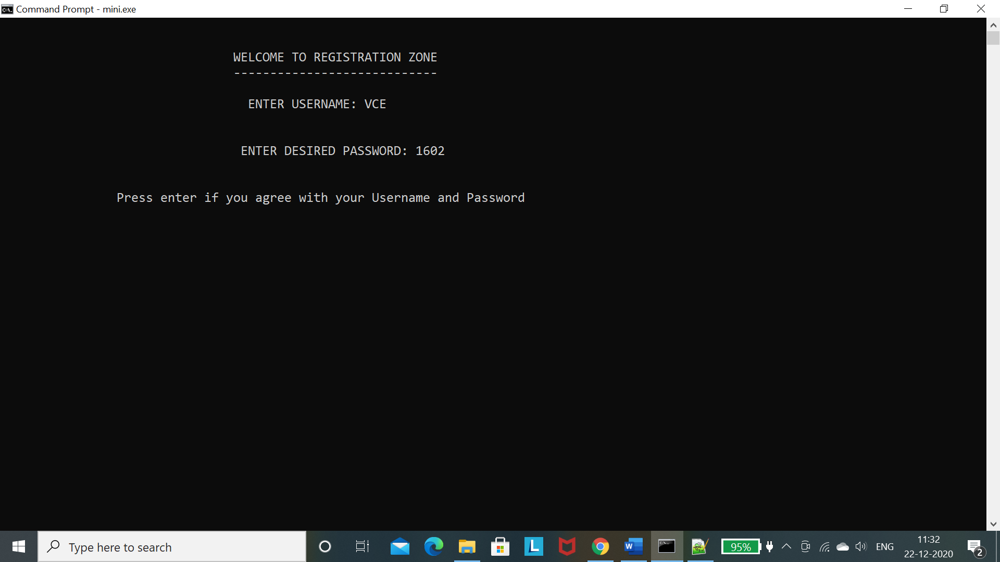 Command Prompt - mini.exe
WELCOME TO REGISTRATION ZONE
----------------------------
ENTER USERNAME: VCE
ENTER DESIRED PASSWORD: 1602
Press enter if you agree with your Username and Password
Type here to search
95%
ENG
11:32
22-12-2020
2